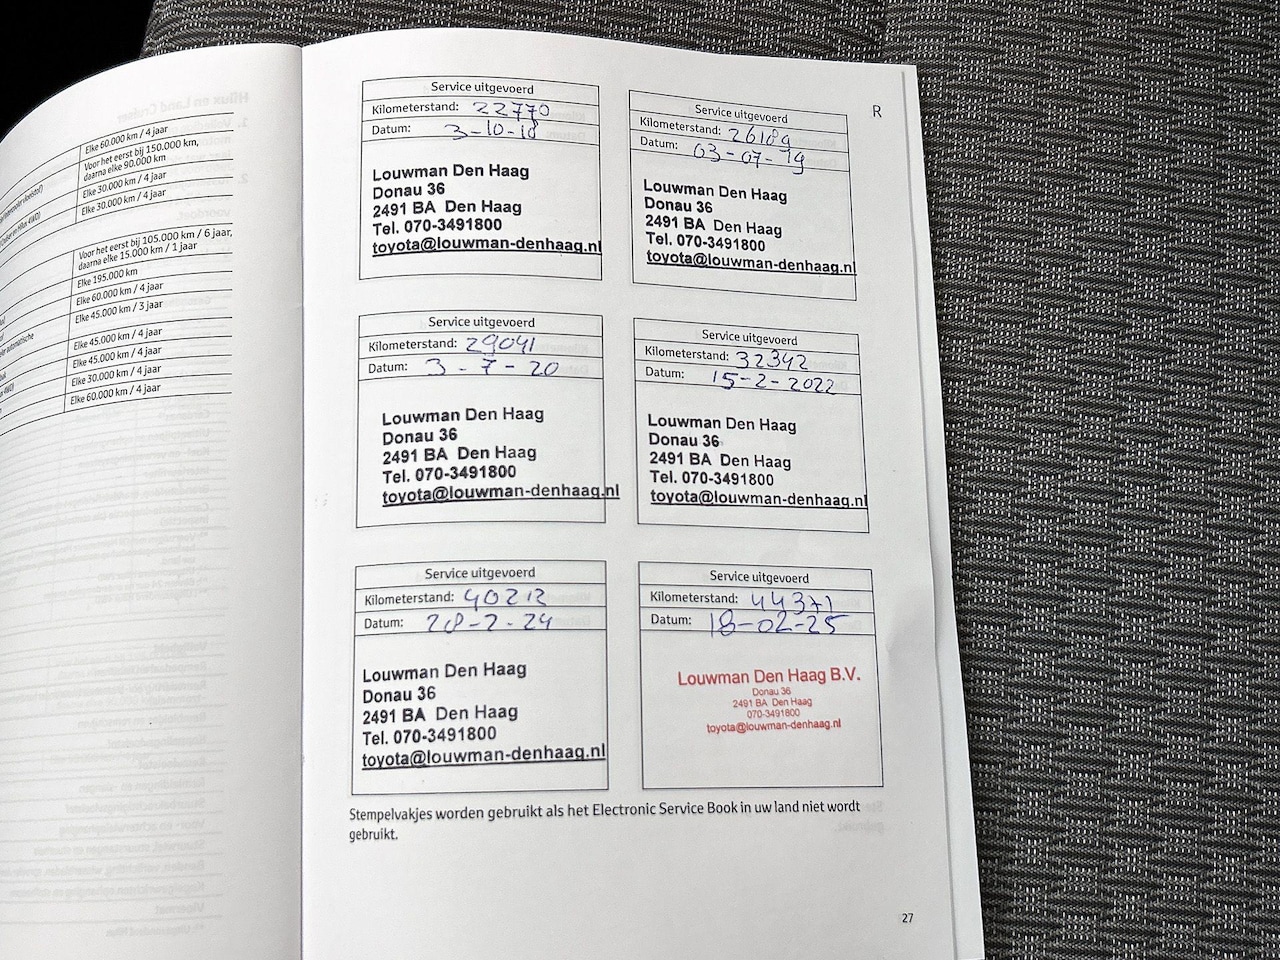 Elke 60.000 km / 4 jaar
Voor het eerst bij 150.000 km,
daarna elke 90.000 km
Elke 30.000 km / 4 jaar
Elke 30.000 km / 4 jaar
Voor het eerst bij 105.000 km / 6 jaar,
daarna elke 15.000 km / 1 jaar
Elke 195.000 km
Elke 60.000 km / 4 jaar
Elke 45.000 km / 3 jaar
Elke 45.000 km / 4 jaar
Elke 45.000 km / 4 jaar
Elke 30.000 km / 4 jaar
Elke 60.000 km / 4 jaar
R
Service uitgevoerd
Kilometerstand: 22770
Datum: 3-10-18
Louwman Den Haag
Donau 36
2491 BA Den Haag
Tel. 070-3491800
toyota@louwman-denhaag.nl
Service uitgevoerd
Kilometerstand: 26189
Datum: 03-07-19
Louwman Den Haag
Donau 36
2491 BA Den Haag
Tel. 070-3491800
toyota@louwman-denhaag.nl
Service uitgevoerd
Kilometerstand: 29041
Datum: 3-7-20
Louwman Den Haag
Donau 36
2491 BA Den Haag
Tel. 070-3491800
toyota@louwman-denhaag.nl
Service uitgevoerd
Kilometerstand: 32342
Datum: 15-2-2022
Louwman Den Haag
Donau 36
2491 BA Den Haag
Tel. 070-3491800
toyota@louwman-denhaag.nl
Service uitgevoerd
Kilometerstand: 40212
Datum: 28-2-24
Louwman Den Haag
Donau 36
2491 BA Den Haag
Tel. 070-3491800
toyota@louwman-denhaag.nl
Service uitgevoerd
Kilometerstand: 44371
Datum: 18-02-25
Louwman Den Haag B.V.
Donau 36
2491 BA Den Haag
070-3491800
toyota@louwman-denhaag.nl
Stempelvakjes worden gebruikt als het Electronic Service Book in uw land niet wordt
gebruikt.
27